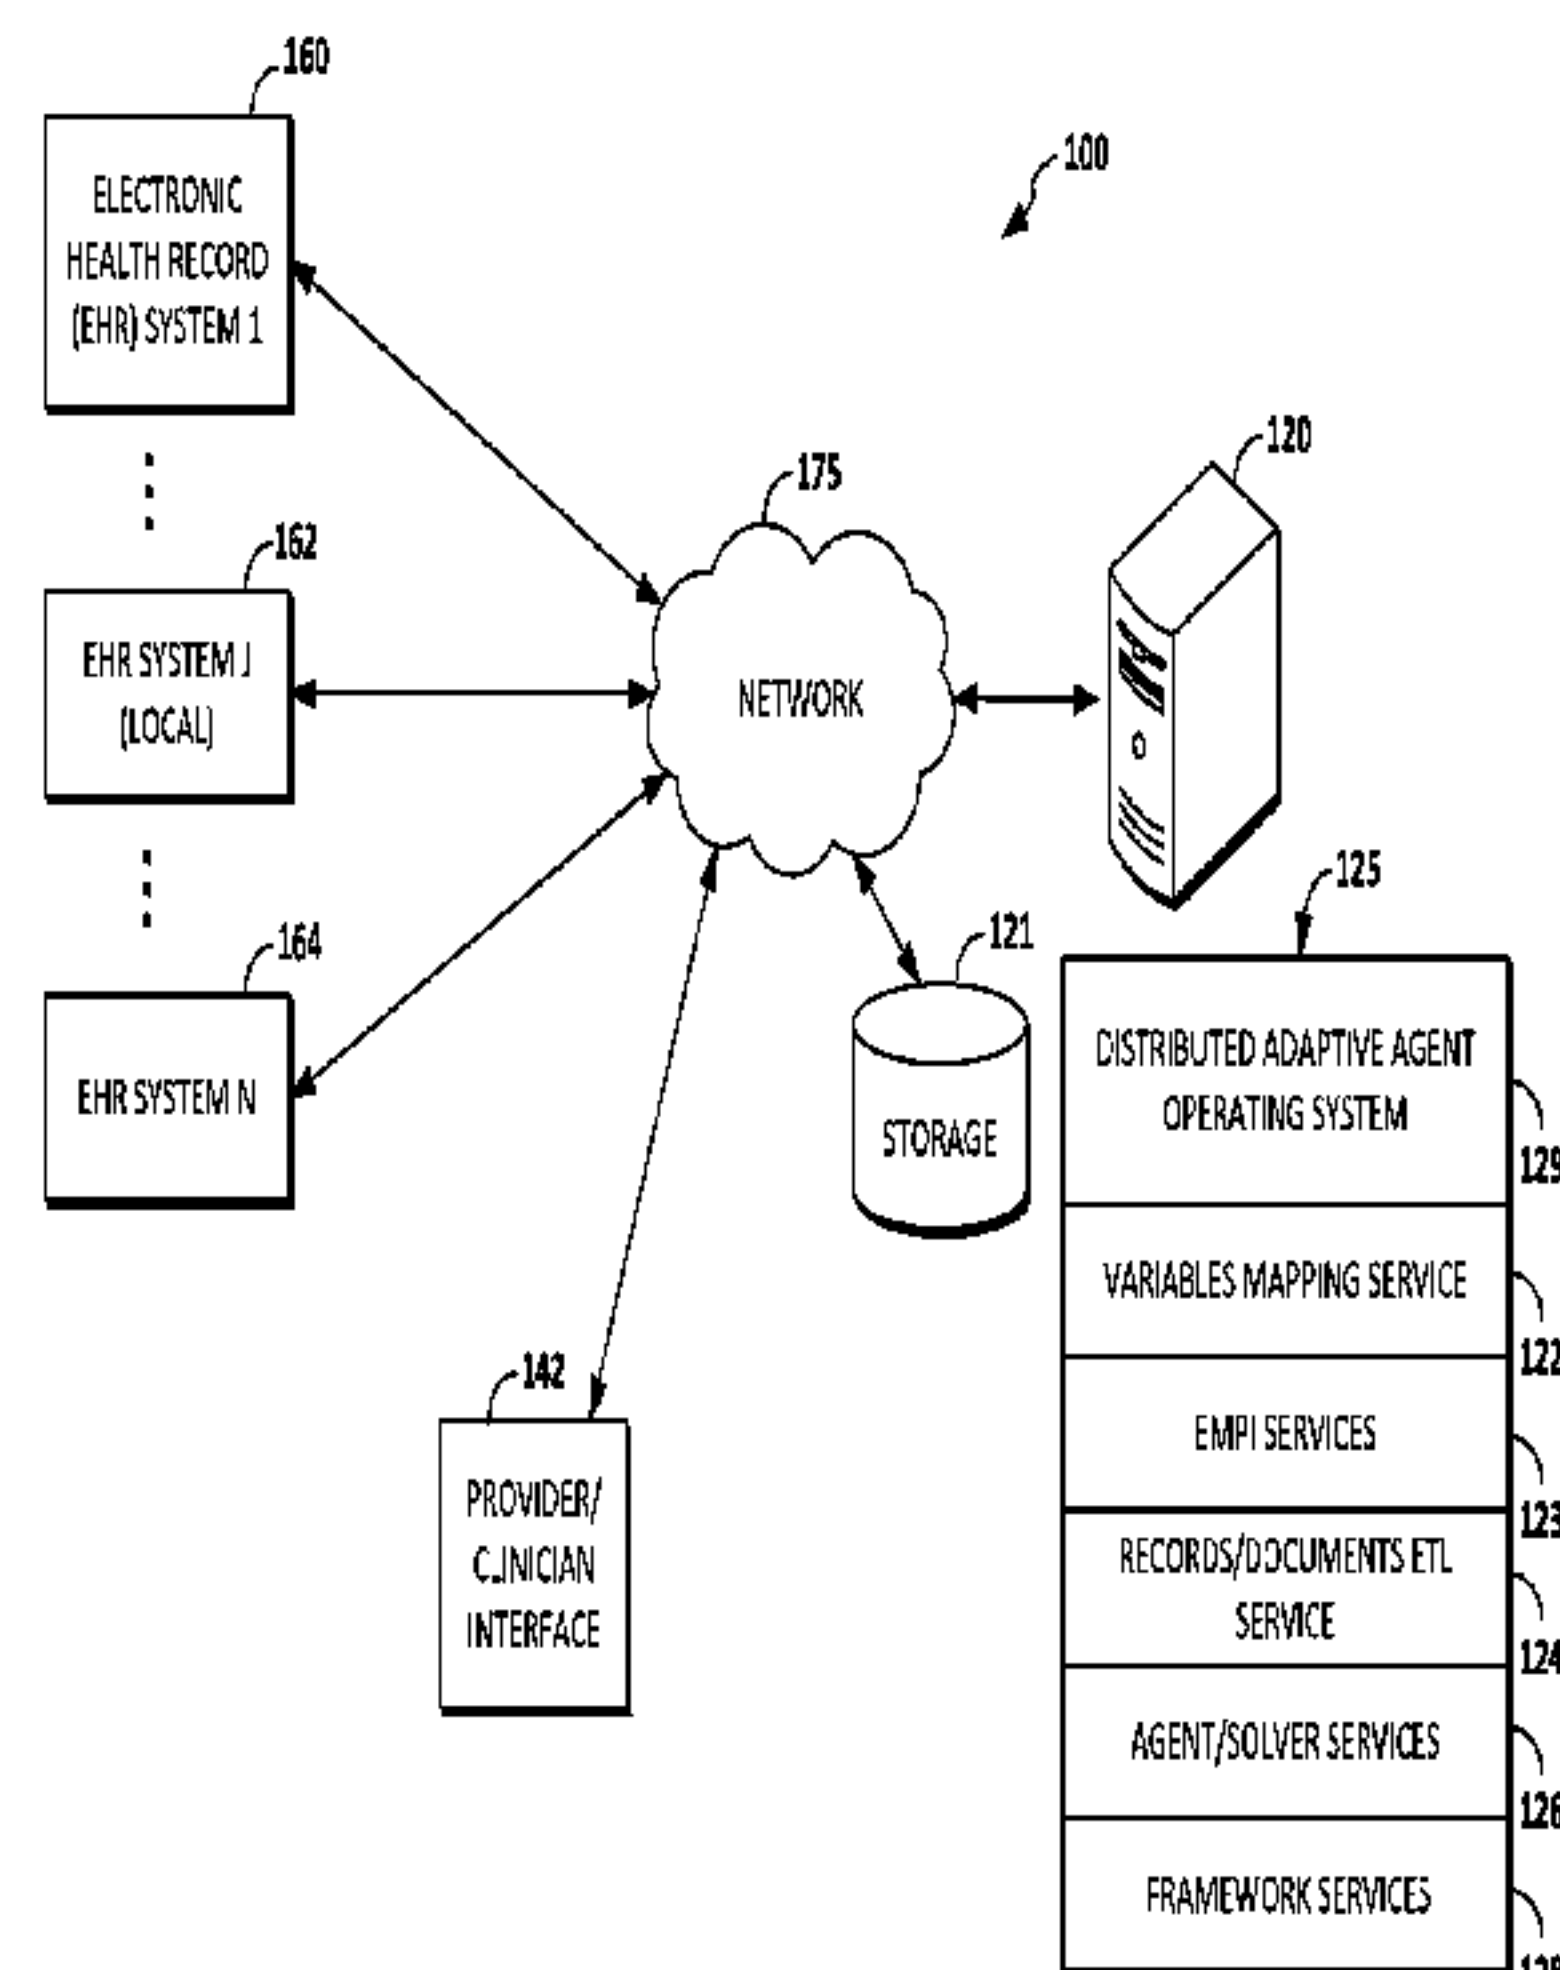 160
ELECTRONIC
HEALTH RECORD
(EHR) SYSTEM 1
100
120
175
162
EHR SYSTEM J
(LOCAL)
NETWORK
125
164
121
EHR SYSTEM N
STORAGE
DISTRIBUTED ADAPTIVE AGENT
OPERATING SYSTEM
129
VARIABLES MAPPING SERVICE
122
142
PROVIDER/
CLINICIAN
INTERFACE
EMPI SERVICES
123
RECORDS/DOCUMENTS ETL
SERVICE
124
AGENT/SOLVER SERVICES
126
FRAMEWORK SERVICES